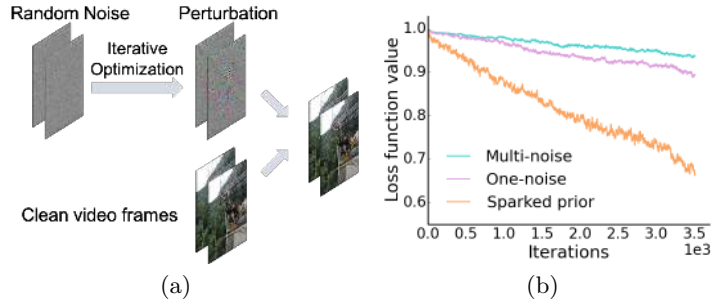 Random Noise
Perturbation
Iterative
Optimization
Clean video frames
(a)
Loss function value
1.0
0.9
0.8
0.7
0.6
Multi-noise
One-noise
Sparked prior
0.0 0.5 1.0 1.5 2.0 2.5 3.0 3.5
1e3
Iterations
(b)